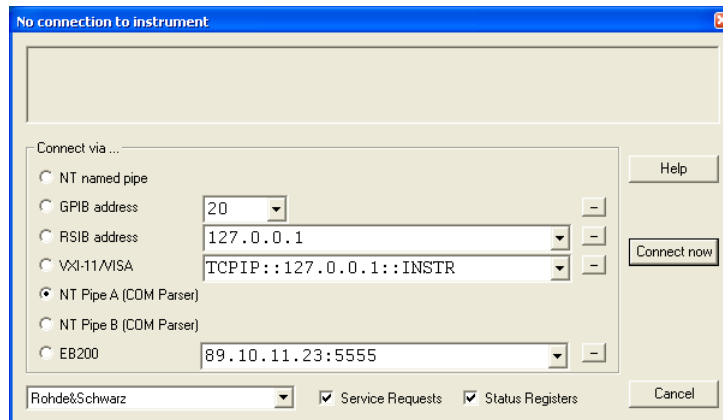 No connection to instrument
Connect via ...
NT named pipe
Help
GPIB address 20 –
RSIB address 127.0.0.1 –
Connect now
VXI-11/VISA TCPIP::127.0.0.1::INSTR –
NT Pipe A (COM Parser)
NT Pipe B (COM Parser)
EB200 89.10.11.23:5555 –
Rohde&Schwarz Service Requests Status Registers Cancel